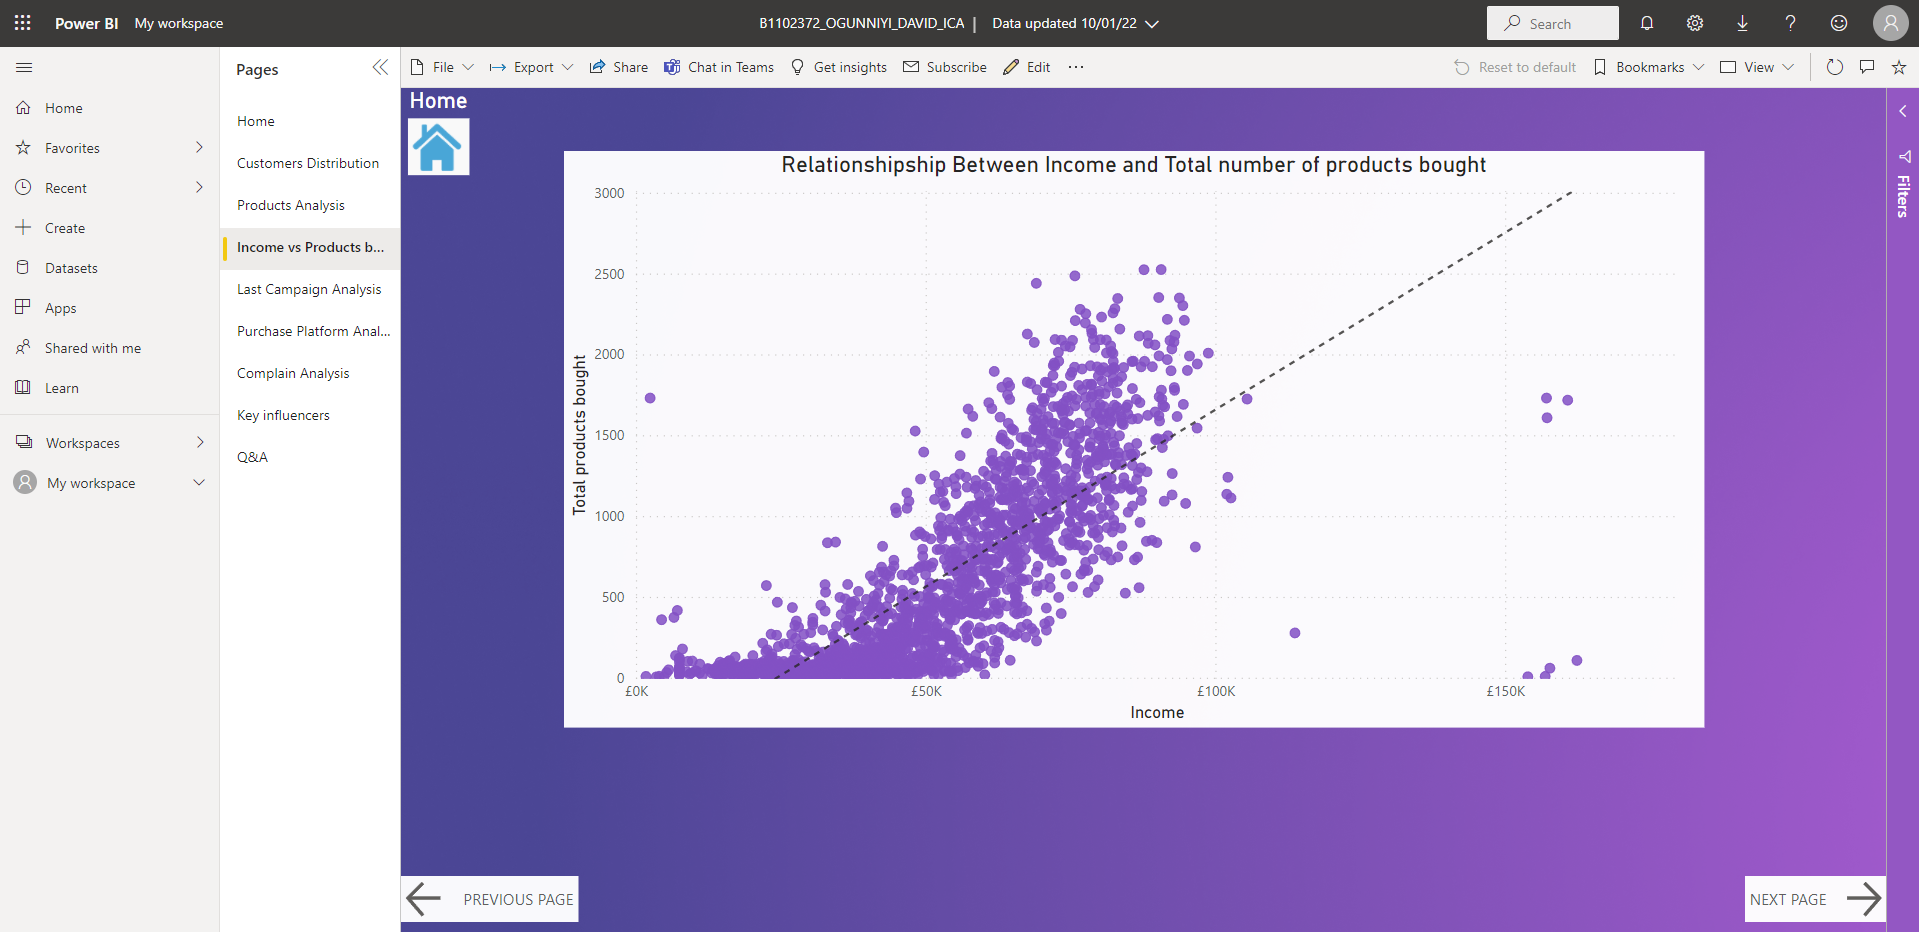 Power BI My workspace
B1102372_OGUNNIYI_DAVID_ICA | Data updated 10/01/22
Search
Home
Favorites
Recent
Create
Datasets
Apps
Shared with me
Learn
Workspaces
My workspace
Pages
Home
Customers Distribution
Products Analysis
Income vs Products b...
Last Campaign Analysis
Purchase Platform Anal...
Complain Analysis
Key influencers
Q&A
File Export Share Chat in Teams Get insights Subscribe Edit ...
Reset to default Bookmarks View
Home
Relationshipship Between Income and Total number of products bought
Total products bought
3000
2500
2000
1500
1000
500
0
£0K £50K £100K £150K
Income
Filters
PREVIOUS PAGE
NEXT PAGE